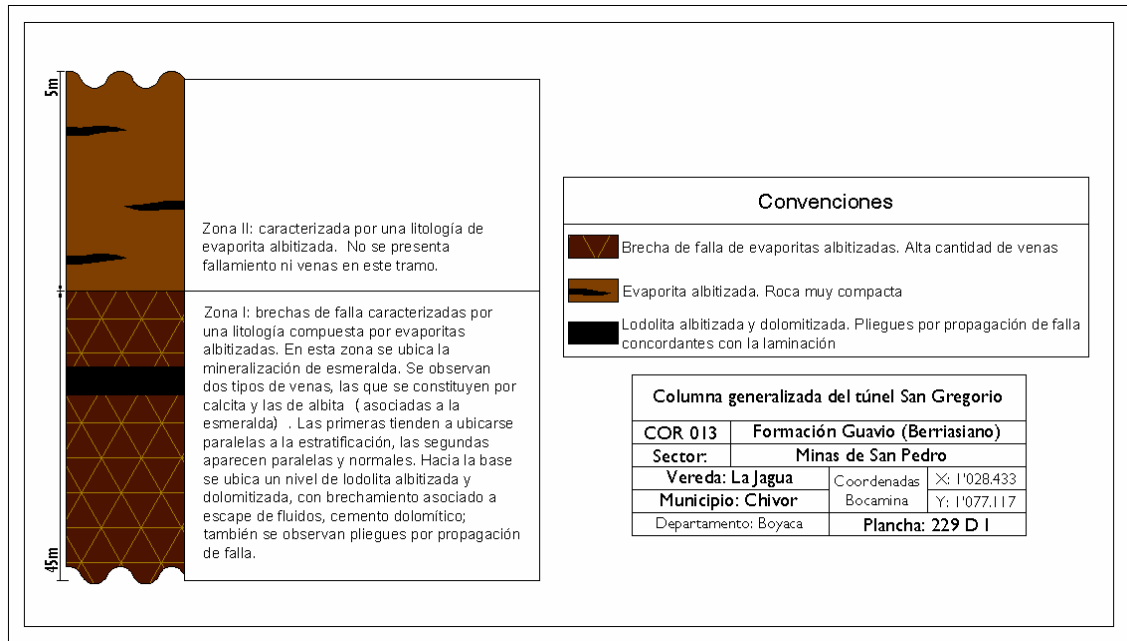 5m
Zona II: caracterizada por una litología de
evaporita albitizada. No se presenta
fallamiento ni venas en este tramo.
Zona I: brechas de falla caracterizadas por
una litología compuesta por evaporitas
albitizadas. En esta zona se ubica la
mineralización de esmeralda. Se observan
dos tipos de venas, las que se constituyen por
calcita y las de albita (asociadas a la
esmeralda) . Las primeras tienden a ubicarse
paralelas a la estratificación, las segundas
aparecen paralelas y normales. Hacia la base
se ubica un nivel de lodolita albitizada y
dolomitizada, con brechamiento asociado a
escape de fluidos, cemento dolomítico;
también se observan pliegues por propagación
de falla.
45m
Convenciones
Brecha de falla de evaporitas albitizadas. Alta cantidad de venas
Evaporita albitizada. Roca muy compacta
Lodolita albitizada y dolomitizada. Pliegues por propagación de falla
concordantes con la laminación
Columna generalizada del túnel San Gregorio
COR 013 Formación Guavio (Berriasiano)
Sector: Minas de San Pedro
Vereda: La Jagua
Municipio: Chivor
Coordenadas
Bocamina
X: 1'028.433
Y: 1'077.117
Departamento: Boyaca Plancha: 229 D I